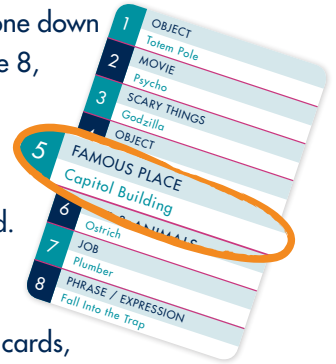 one down
e 8,
d.
cards,
1 OBJECT
Totem Pole
2 MOVIE
Psycho
3 SCARY THINGS
Godzilla
OBJECT
5 FAMOUS PLACE
Capitol Building
6 & ANIMALS
Ostrich
7 JOB
Plumber
8 PHRASE / EXPRESSION
Fall Into the Trap